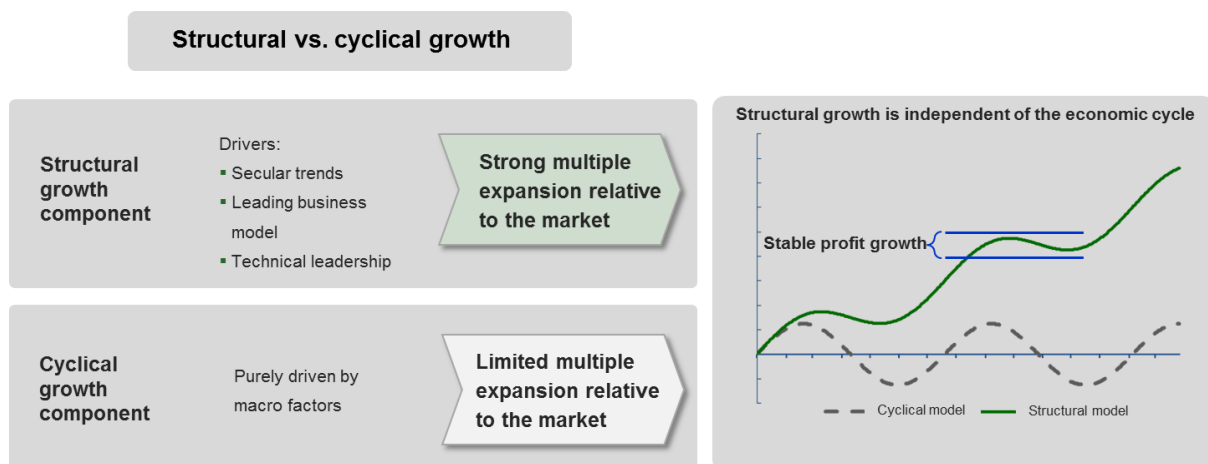 Structural vs. cyclical growth
Structural
growth
component
Drivers:
▪ Secular trends
▪ Leading business
model
▪ Technical leadership
Strong multiple
expansion relative
to the market
Cyclical
growth
component
Purely driven by
macro factors
Limited multiple
expansion relative
to the market
Structural growth is independent of the economic cycle
Stable profit growth
Cyclical model
Structural model